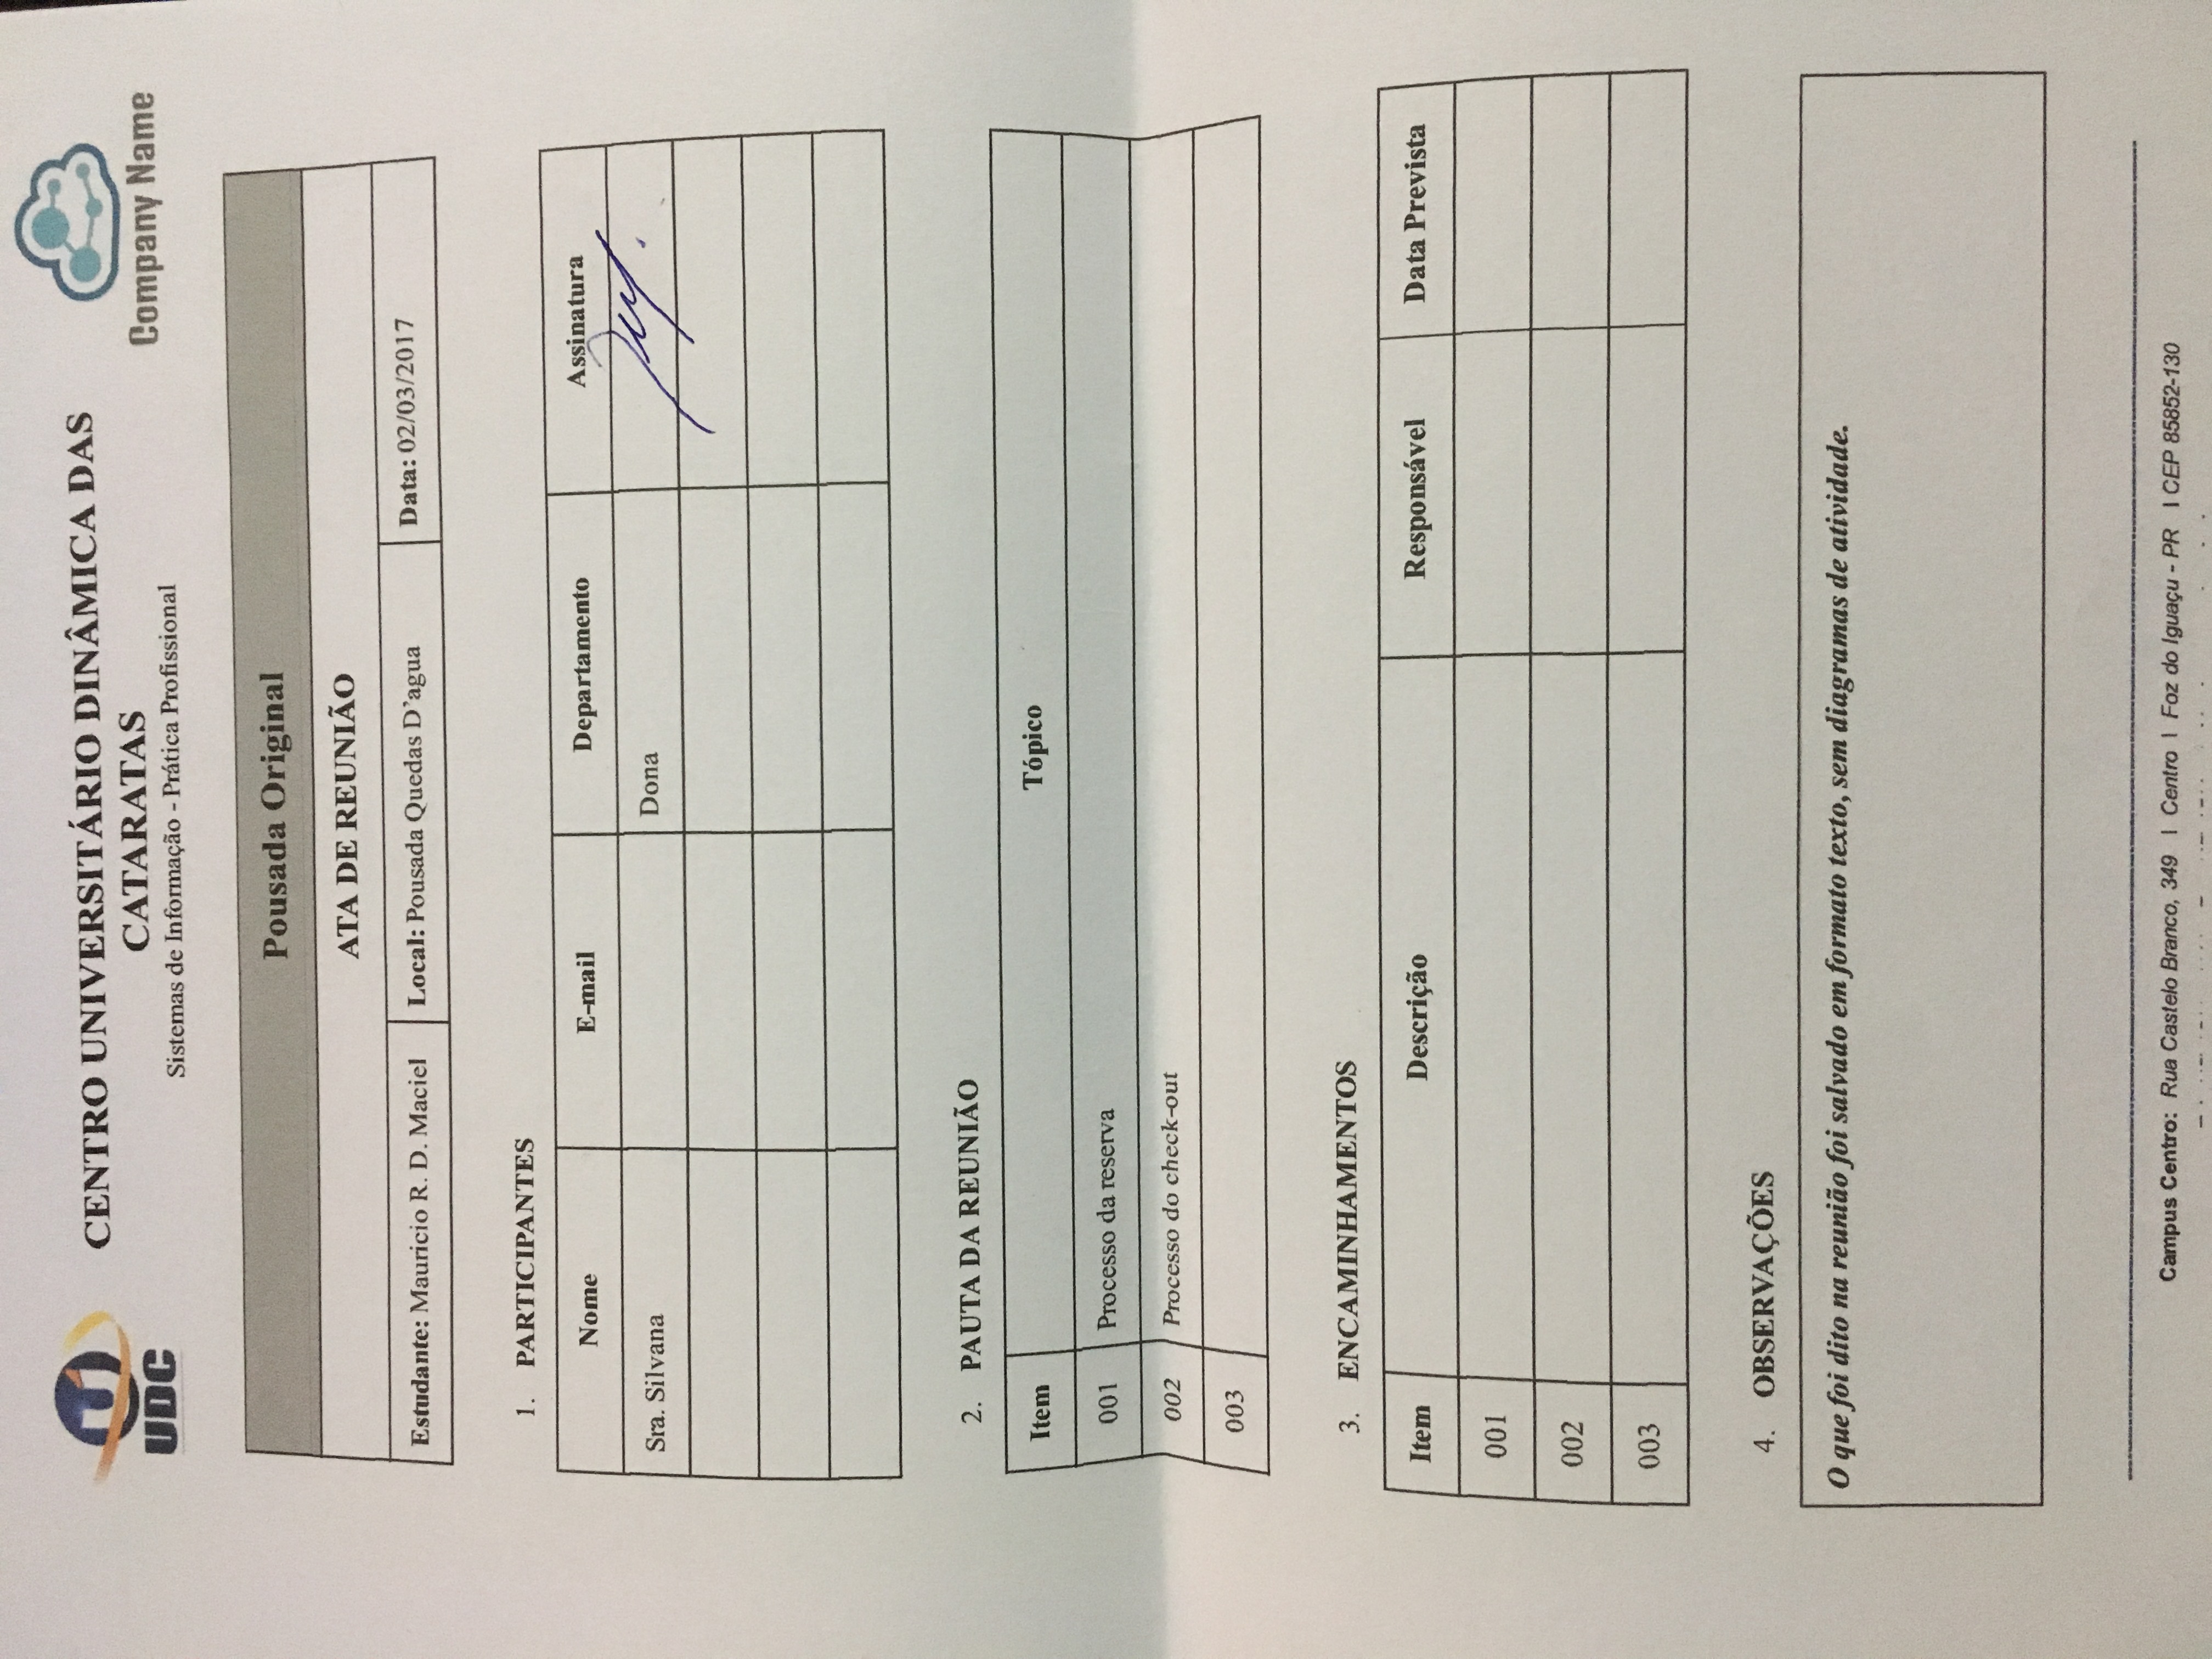 UDC
CENTRO UNIVERSITÁRIO DINÂMICA DAS
CATARATAS
Sistemas de Informação - Prática Profissional
Company Name
Pousada Original
ATA DE REUNIÃO
Estudante: Mauricio R. D. Maciel Local: Pousada Quedas D'agua Data: 02/03/2017
1. PARTICIPANTES
Nome E-mail Departamento Assinatura
Sra. Silvana Dona
2. PAUTA DA REUNIÃO
Item Tópico
001 Processo da reserva
002 Processo do check-out
003
3. ENCAMINHAMENTOS
Item Descrição Responsável Data Prevista
001
002
003
4. OBSERVAÇÕES
O que foi dito na reunião foi salvado em formato texto, sem diagramas de atividade.
Campus Centro: Rua Castelo Branco, 349 I Centro I Foz do Iguaçu - PR I CEP 85852-130